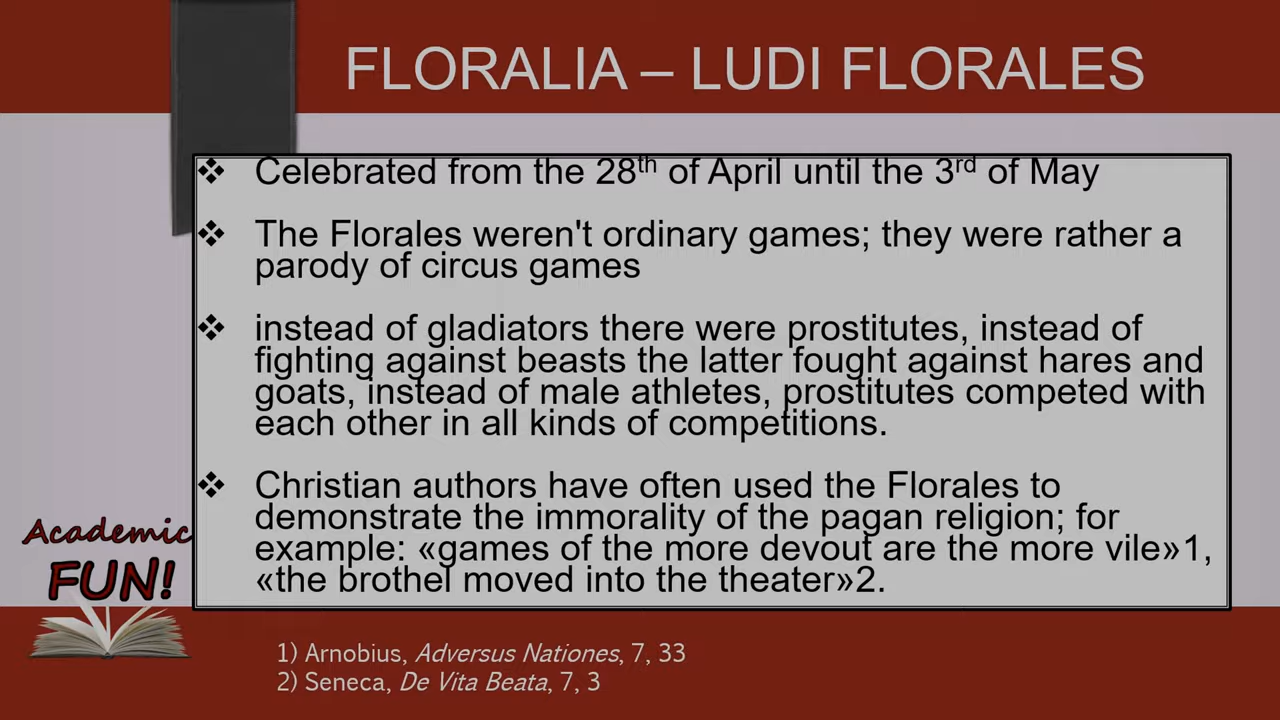 FLORALIA – LUDI FLORALES
❖ Celebrated from the 28th of April until the 3rd of May
❖ The Florales weren't ordinary games; they were rather a
parody of circus games
❖ instead of gladiators there were prostitutes, instead of
fighting against beasts the latter fought against hares and
goats, instead of male athletes, prostitutes competed with
each other in all kinds of competitions.
❖ Christian authors have often used the Florales to
demonstrate the immorality of the pagan religion; for
example: «games of the more devout are the more vile»1,
«the brothel moved into the theater»2.
Academic
FUN!
1) Arnobius, Adversus Nationes, 7, 33
2) Seneca, De Vita Beata, 7, 3